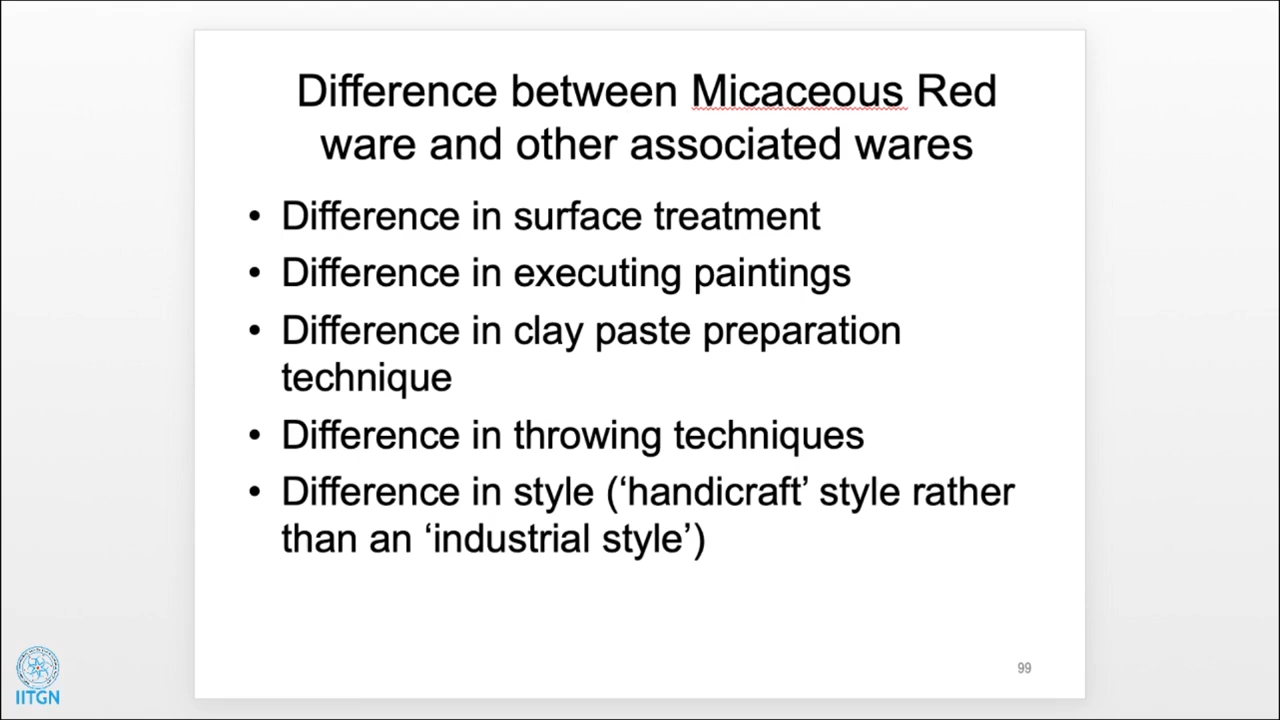 Difference between Micaceous Red
ware and other associated wares
• Difference in surface treatment
• Difference in executing paintings
• Difference in clay paste preparation
technique
• Difference in throwing techniques
• Difference in style (‘handicraft’ style rather
than an ‘industrial style’)
99
IITGN